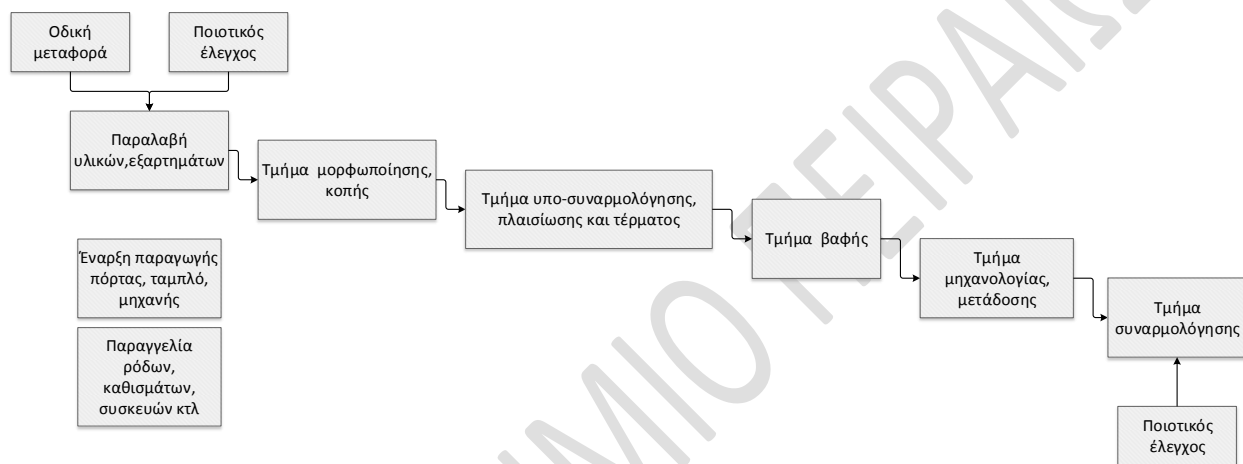 Οδική
μεταφορά
Ποιοτικός
έλεγχος
Παραλαβή
υλικών,εξαρτημάτων
Τμήμα μορφωποίησης,
κοπής
Τμήμα υπο-συναρμολόγησης,
πλαισίωσης και τέρματος
Τμήμα βαφής
Τμήμα
μηχανολογίας,
μετάδοσης
Τμήμα
συναρμολόγησης
Έναρξη παραγωγής
πόρτας, ταμπλό,
μηχανής
Παραγγελία
ρόδων,
καθισμάτων,
συσκευών κτλ
Ποιοτικός
έλεγχος